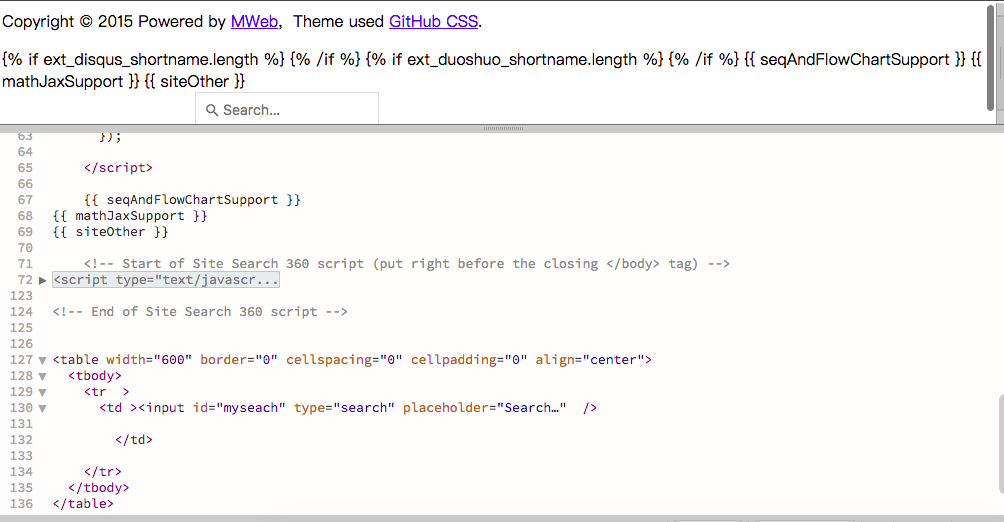 Copyright © 2015 Powered by MWeb,  Theme used GitHub CSS.
{% if ext_disqus_shortname.length %} {% /if %} {% if ext_duoshuo_shortname.length %} {% /if %} {{ seqAndFlowChartSupport }} {{
mathJaxSupport }} {{ siteOther }}
Search...
63 });
64
65 </script>
66
67 {{ seqAndFlowChartSupport }}
68 {{ mathJaxSupport }}
69 {{ siteOther }}
70
71 <!-- Start of Site Search 360 script (put right before the closing </body> tag) -->
72 <script type="text/javascr...
123
124 <!-- End of Site Search 360 script -->
125
126
127 <table width="600" border="0" cellspacing="0" cellpadding="0" align="center">
128 <tbody>
129 <tr  >
130 <td ><input id="myseach" type="search" placeholder="Search…"  />
131
132 </td>
133
134 </tr>
135 </tbody>
136 </table>